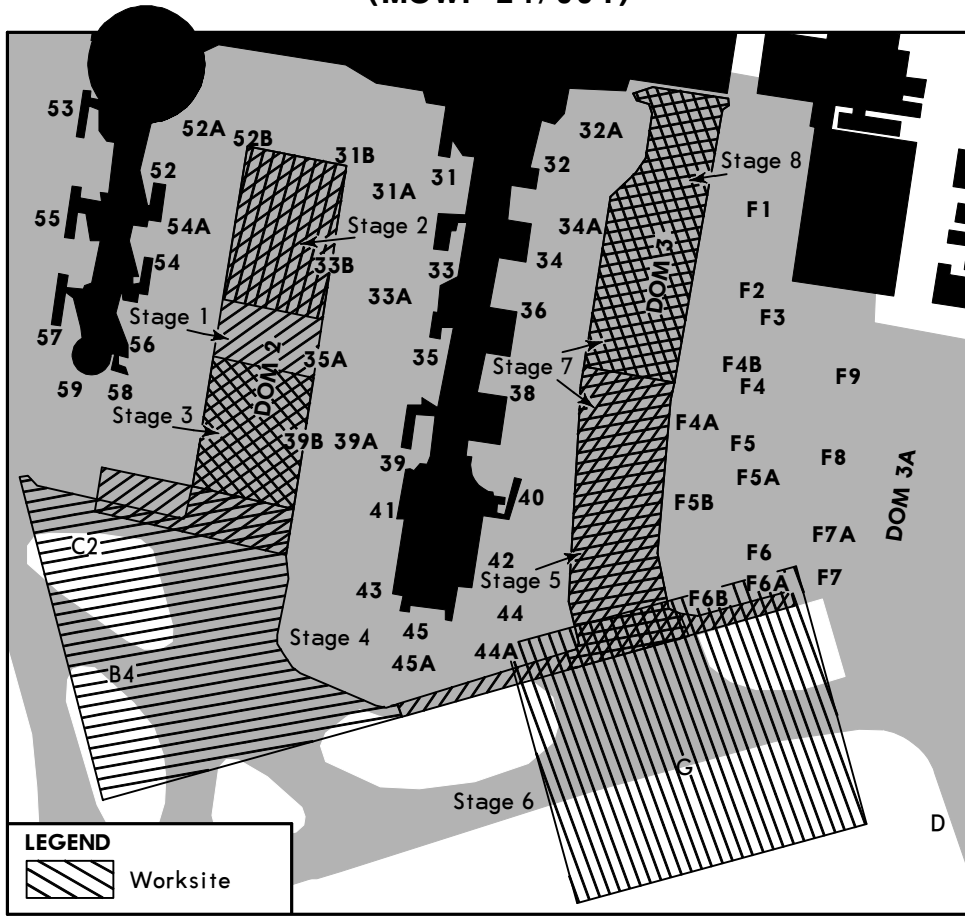 53
52A
52B
31B
32A
31
32
Stage 8
52
31A
F1
55
54A
Stage 2
34A
54
33B
33
34
DOM 3
33A
F2
57
Stage 1
36
F3
56
DOM 2
35A
35
Stage 7
F4B
59
58
F4
F9
38
Stage 3
F4A
39B
39A
39
F5
F8
F5A
DOM 3A
41
40
F5B
C2
F7A
42
F6
Stage 5
F6A
F7
43
F6B
45
44
Stage 4
45A
44A
B4
G
Stage 6
D
LEGEND
Worksite